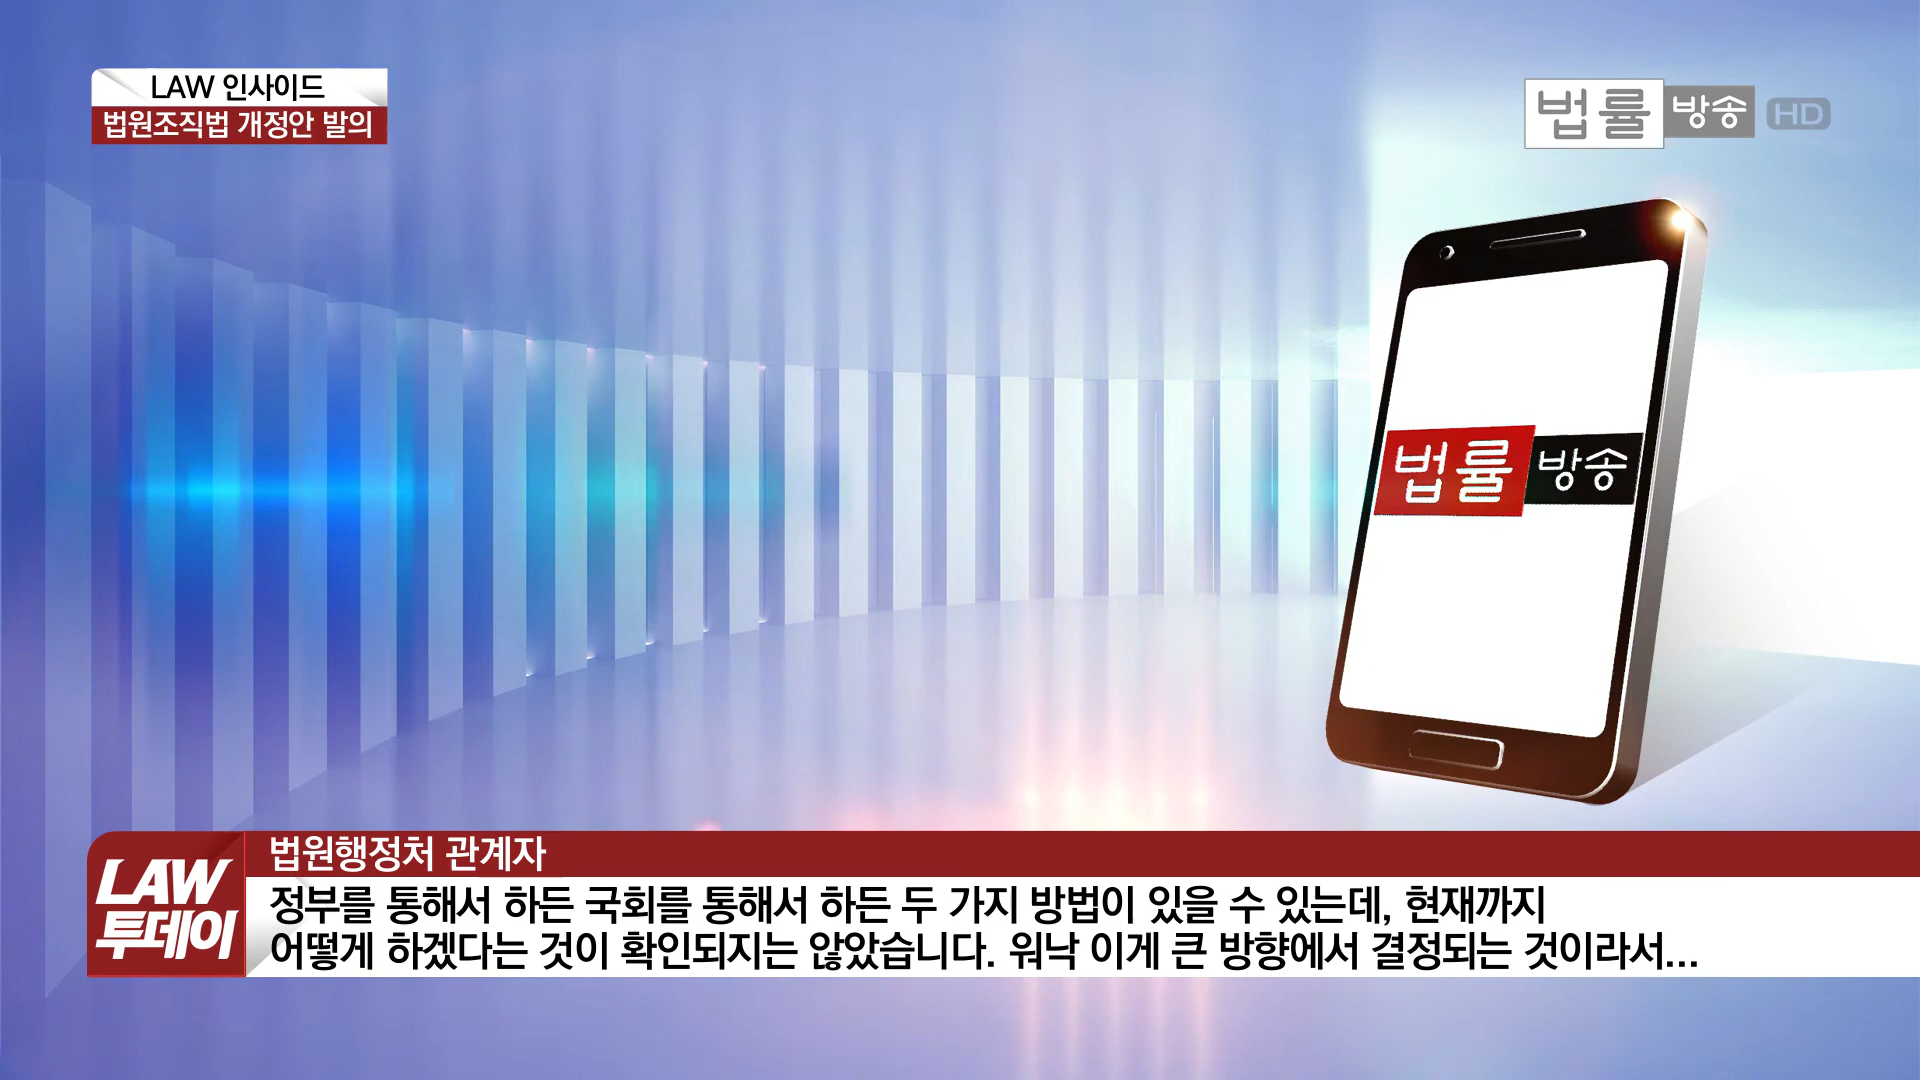 LAW 인사이드
법원조직법 개정안 발의
법률방송 HD
법률방송
법원행정처 관계자
정부를 통해서 하든 국회를 통해서 하든 두 가지 방법이 있을 수 있는데, 현재까지
어떻게 하겠다는 것이 확인되지는 않았습니다. 워낙 이게 큰 방향에서 결정되는 것이라서...
LAW
투데이